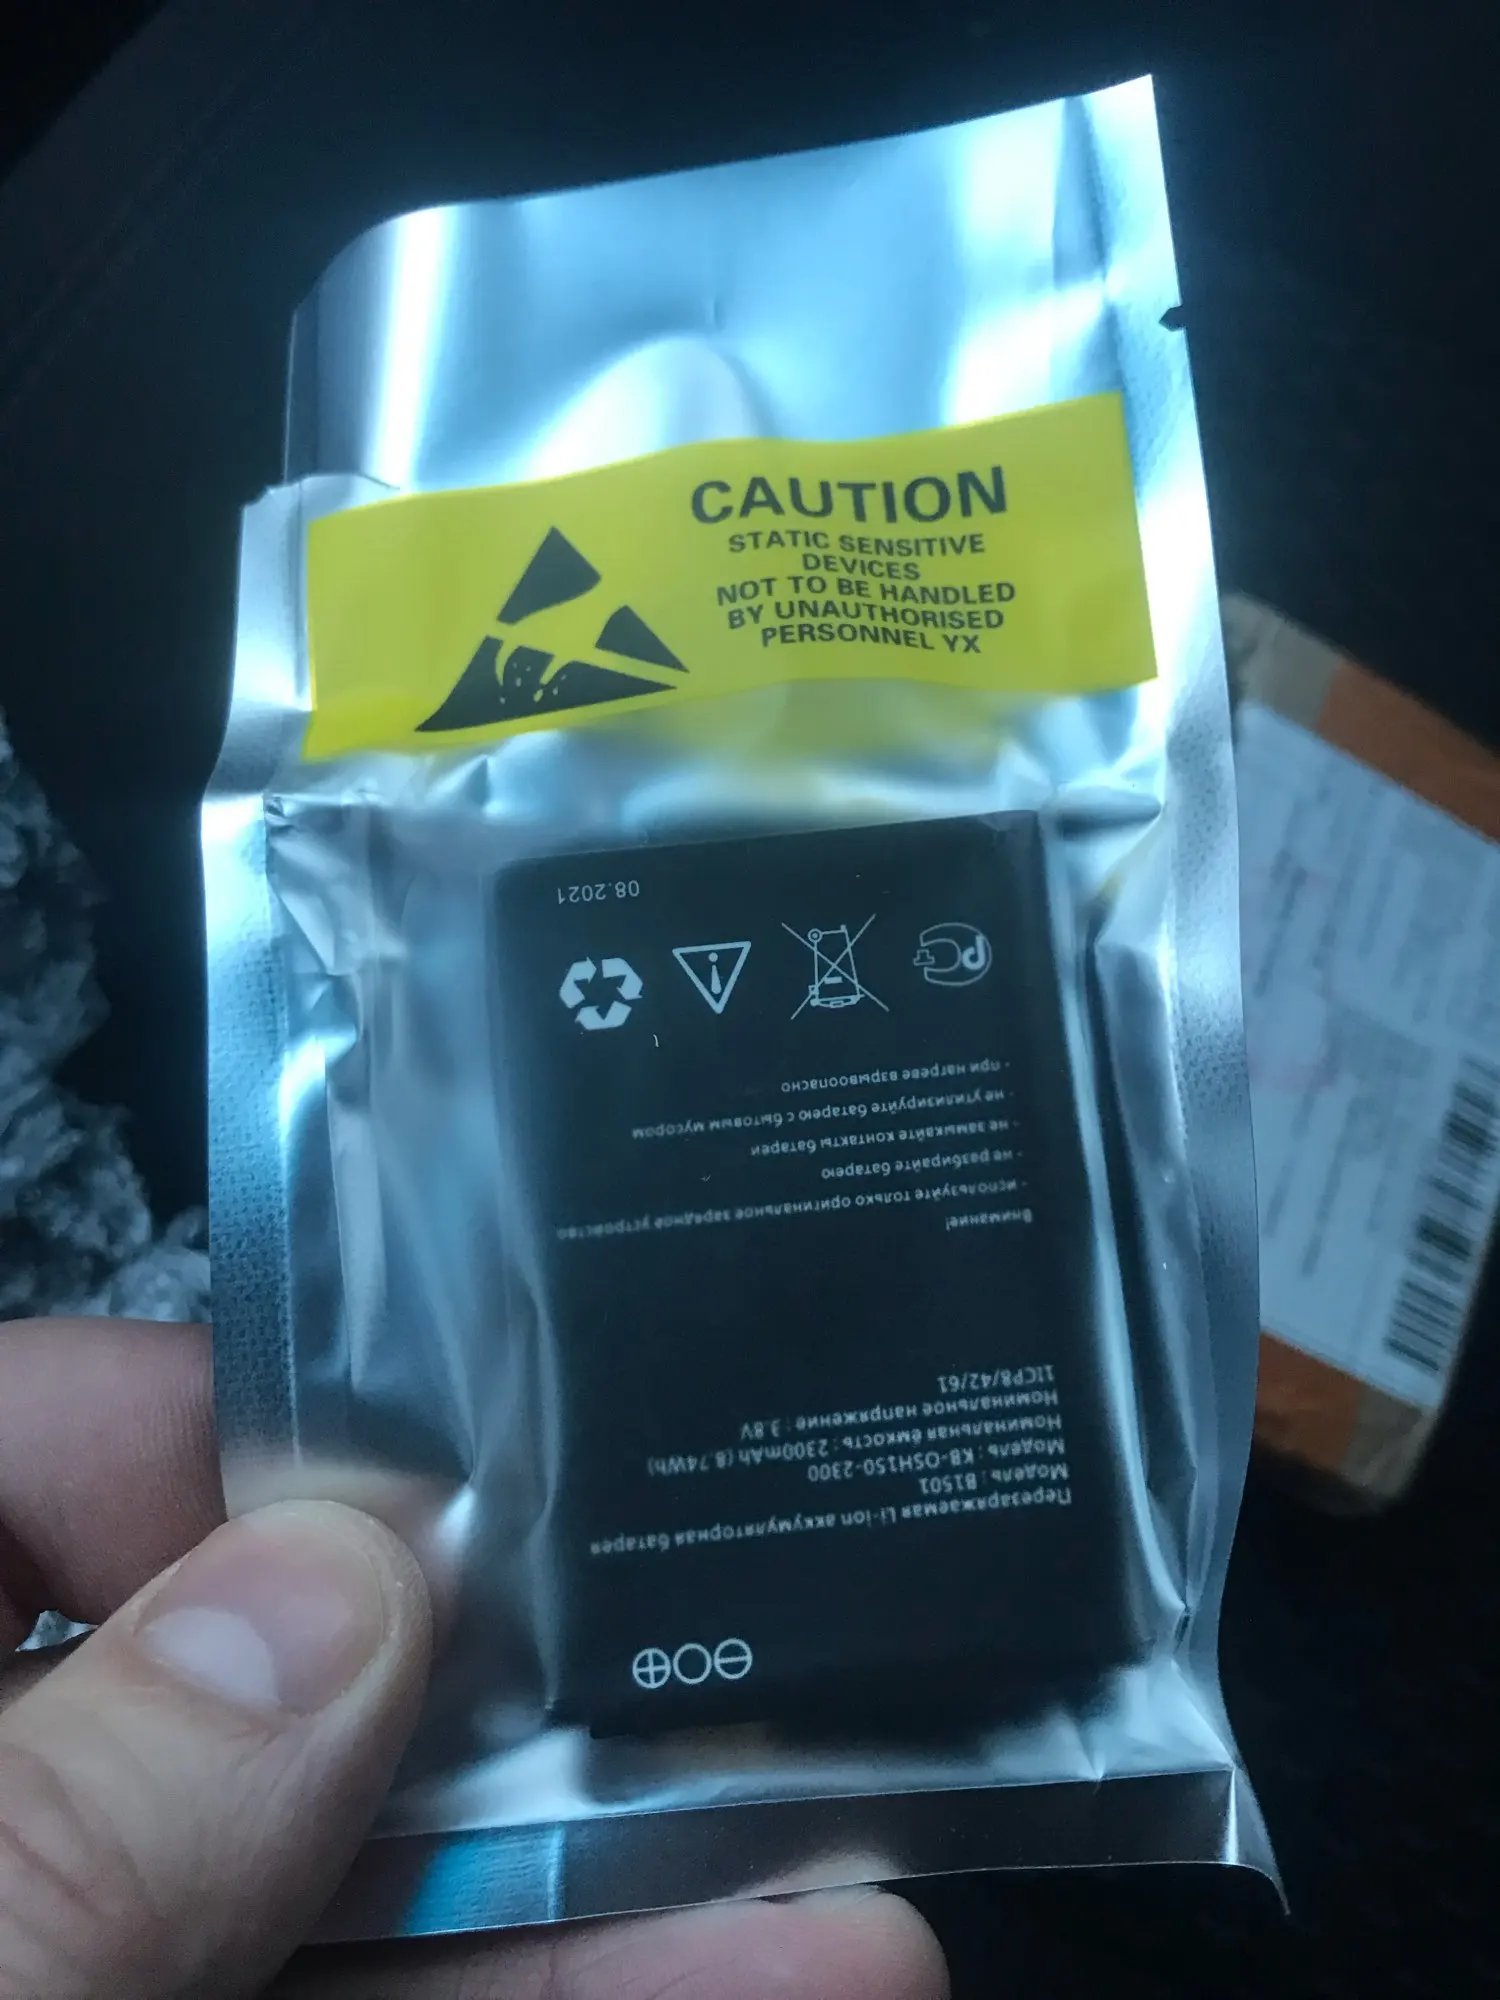 CAUTION
STATIC SENSITIVE
DEVICES
NOT TO BE HANDLED
BY UNAUTHORISED
PERSONNEL YX
Перезаряжаемая Li-ion аккумуляторная батарея
Модель: B1501
Модель: KB-OSH150-2300
Номинальная ёмкость: 2300mAh (8.74Wh)
Номинальное напряжение: 3.8V
1ICP8/42/61
Внимание!
- используйте только оригинальное зарядное устройство
- не разбирайте батарею
- не замыкайте контакты батареи
- не утилизируйте батарею с бытовым мусором
- при нагреве взрывоопасно
РСТ
08.2021